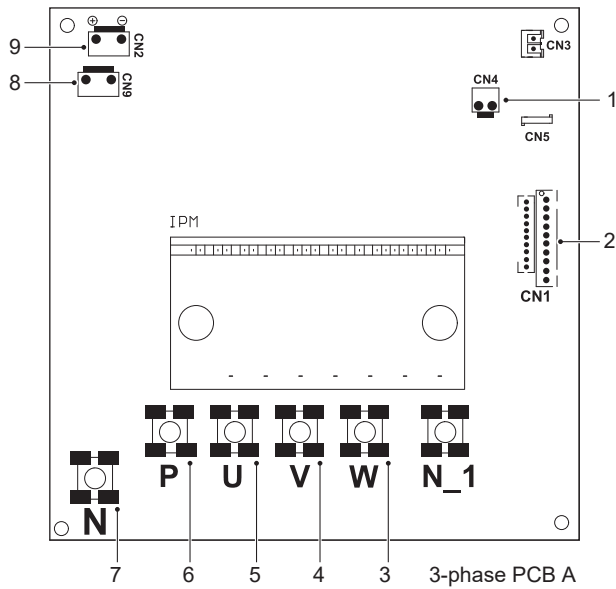 ⊕ ⊖
9
CN2
8
CN9
CN3
CN4
1
CN5
IPM
2
CN1
P U V W N_1
N
7 6 5 4 3 3-phase PCB A